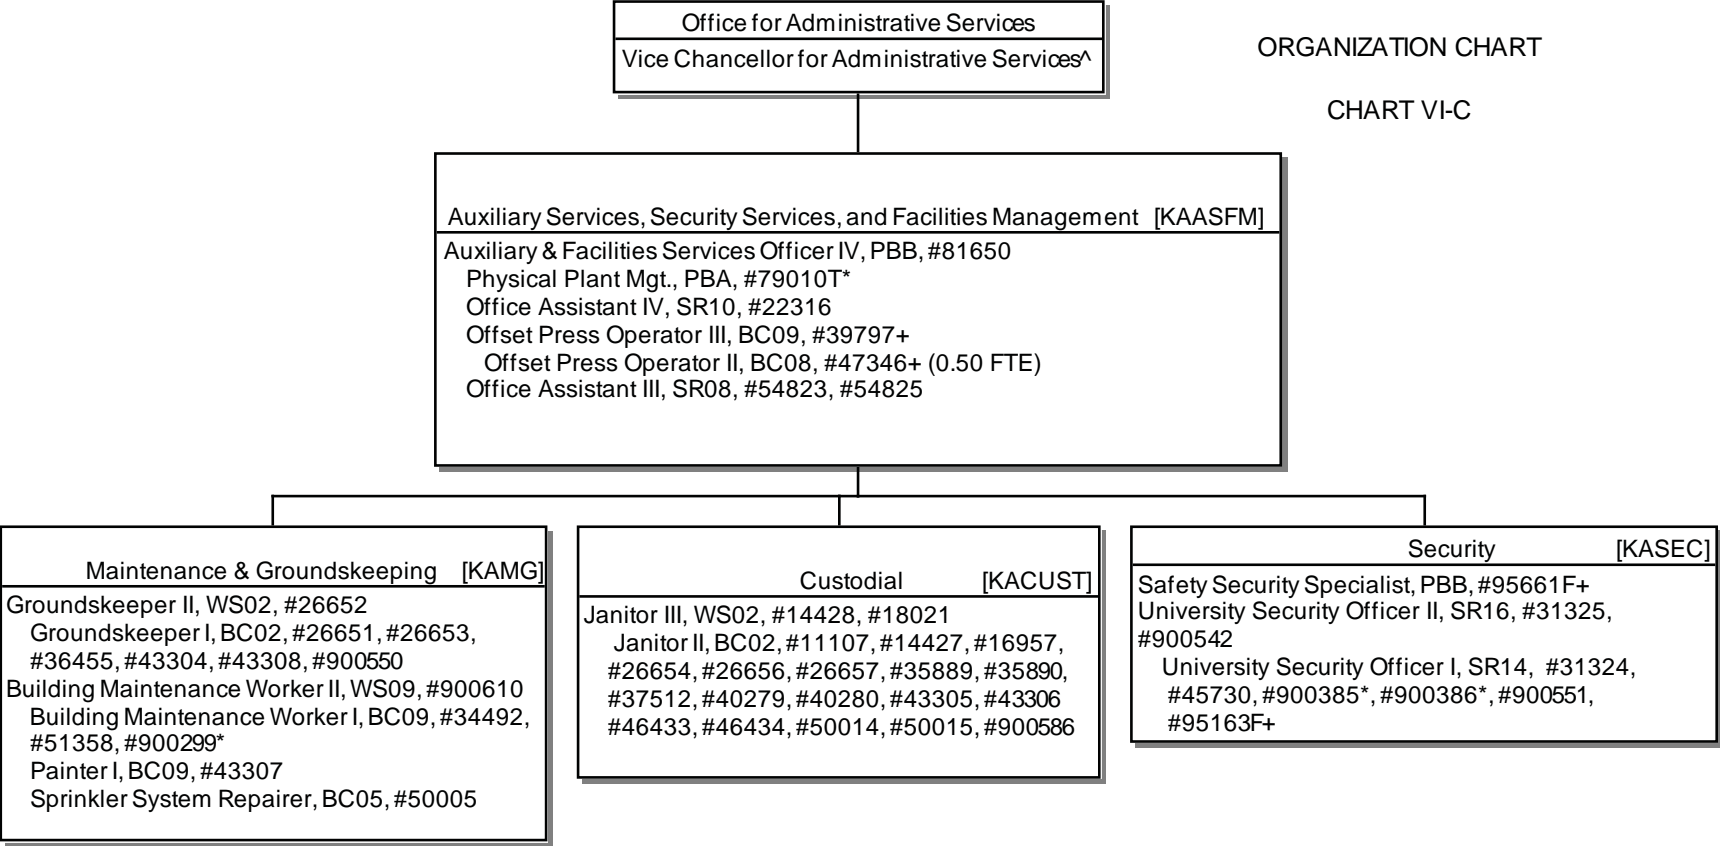 Office for Administrative Services
Vice Chancellor for Administrative Services^
ORGANIZATION CHART
CHART VI-C
Auxiliary Services, Security Services, and Facilities Management [KAASFM]
Auxiliary & Facilities Services Officer IV, PBB, #81650
Physical Plant Mgt., PBA, #79010T*
Office Assistant IV, SR10, #22316
Offset Press Operator III, BC09, #39797+
Offset Press Operator II, BC08, #47346+ (0.50 FTE)
Office Assistant III, SR08, #54823, #54825
Maintenance & Groundskeeping [KAMG]
Groundskeeper II, WS02, #26652
Groundskeeper I, BC02, #26651, #26653,
#36455, #43304, #43308, #900550
Building Maintenance Worker II, WS09, #900610
Building Maintenance Worker I, BC09, #34492,
#51358, #900299*
Painter I, BC09, #43307
Sprinkler System Repairer, BC05, #50005
Custodial [KACUST]
Janitor III, WS02, #14428, #18021
Janitor II, BC02, #11107, #14427, #16957,
#26654, #26656, #26657, #35889, #35890,
#37512, #40279, #40280, #43305, #43306
#46433, #46434, #50014, #50015, #900586
Security [KASEC]
Safety Security Specialist, PBB, #95661F+
University Security Officer II, SR16, #31325,
#900542
University Security Officer I, SR14, #31324,
#45730, #900385*, #900386*, #900551,
#95163F+